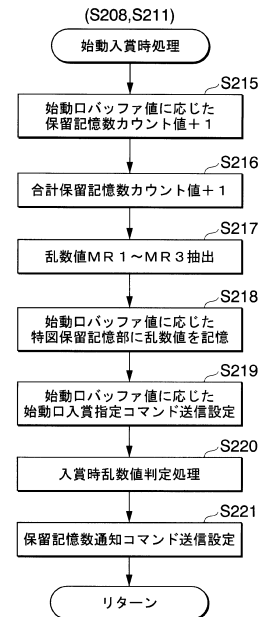 (S208,S211)
始動入賞時処理
S215
始動口バッファ値に応じた
保留記憶数カウント値+1
S216
合計保留記憶数カウント値+1
S217
乱数値MR1~MR3抽出
S218
始動口バッファ値に応じた
特図保留記憶部に乱数値を記憶
S219
始動口バッファ値に応じた
始動口入賞指定コマンド送信設定
S220
入賞時乱数値判定処理
S221
保留記憶数通知コマンド送信設定
リターン